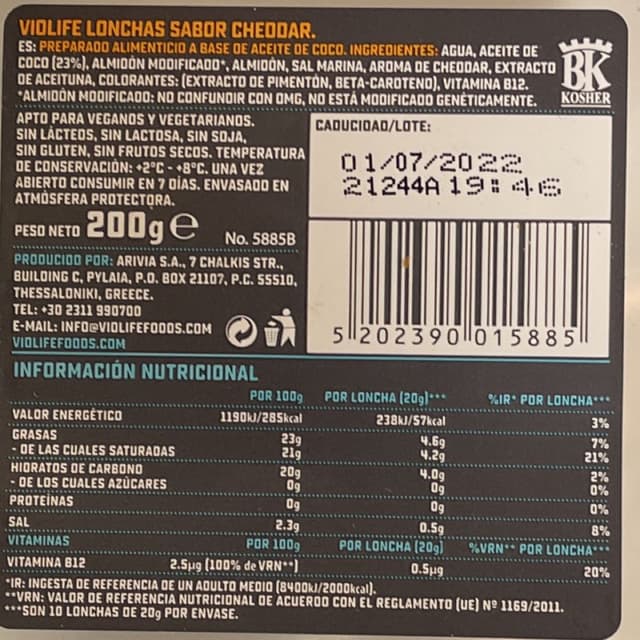 VIOLIFE LONCHAS SABOR CHEDDAR.
ES: PREPARADO ALIMENTICIO A BASE DE ACEITE DE COCO. INGREDIENTES: AGUA, ACEITE DE
COCO (23%), ALMIDÓN MODIFICADO*, ALMIDÓN, SAL MARINA, AROMA DE CHEDDAR, EXTRACTO
DE ACEITUNA, COLORANTES: (EXTRACTO DE PIMENTÓN, BETA-CAROTENO), VITAMINA B12.
*ALMIDÓN MODIFICADO: NO CONFUNDIR CON OMG, NO ESTÁ MODIFICADO GENÉTICAMENTE.
BK
KOSHER
APTO PARA VEGANOS Y VEGETARIANOS.
SIN LÁCTEOS, SIN LACTOSA, SIN SOJA,
SIN GLUTEN, SIN FRUTOS SECOS. TEMPERATURA
DE CONSERVACIÓN: +2°C - +8°C. UNA VEZ
ABIERTO CONSUMIR EN 7 DÍAS. ENVASADO EN
ATMÓSFERA PROTECTORA.
PESO NETO 200g e No. 5885B
CADUCIDAD/LOTE:
01/07/2022
21244A 19:46
PRODUCIDO POR: ARIVIA S.A., 7 CHALKIS STR.,
BUILDING C, PYLAIA, P.O. BOX 21107, P.C. 55510,
THESSALONIKI, GREECE.
TEL: +30 2311 990700
E-MAIL: INFO@VIOLIFEFOODS.COM
VIOLIFEFOODS.COM
5 202390 015885
INFORMACIÓN NUTRICIONAL
POR 100g POR LONCHA (20g)*** %IR* POR LONCHA***
VALOR ENERGÉTICO 1190kJ/285kcal 238kJ/57kcal 3%
GRASAS 23g 4.6g 7%
- DE LAS CUALES SATURADAS 21g 4.2g 21%
HIDRATOS DE CARBONO 20g 4.0g 2%
- DE LOS CUALES AZÚCARES 0g 0g 0%
PROTEÍNAS 0g 0g 0%
SAL 2.3g 0.5g 8%
VITAMINAS POR 100g POR LONCHA (20g) %VRN** POR LONCHA***
VITAMINA B12 2.5µg (100% de VRN**) 0.5µg 20%
*IR: INGESTA DE REFERENCIA DE UN ADULTO MEDIO (8400kJ/2000kcal).
**VRN: VALOR DE REFERENCIA NUTRICIONAL DE ACUERDO CON EL REGLAMENTO (UE) Nº 1169/2011.
***SON 10 LONCHAS DE 20g POR ENVASE.